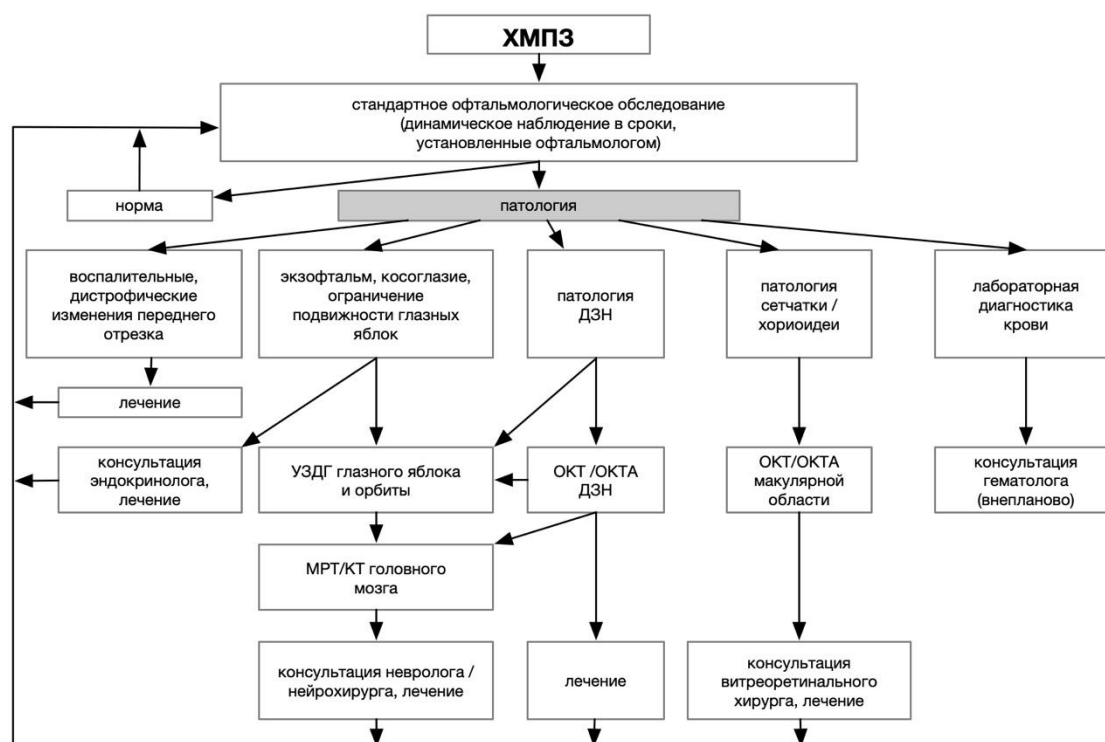 ХМПЗ
стандартное офтальмологическое обследование
(динамическое наблюдение в сроки,
установленные офтальмологом)
норма
патология
воспалительные,
дистрофические
изменения переднего
отрезка
экзофтальм, косоглазие,
ограничение
подвижности глазных
яблок
патология
ДЗН
патология
сетчатки /
хориоидеи
лабораторная
диагностика
крови
лечение
консультация
эндокринолога,
лечение
УЗДГ глазного яблока
и орбиты
ОКТ /ОКТА
ДЗН
ОКТ/ОКТА
макулярной
области
консультация
гематолога
(внепланово)
МРТ/КТ головного
мозга
консультация невролога /
нейрохирурга, лечение
лечение
консультация
витреоретинального
хирурга, лечение